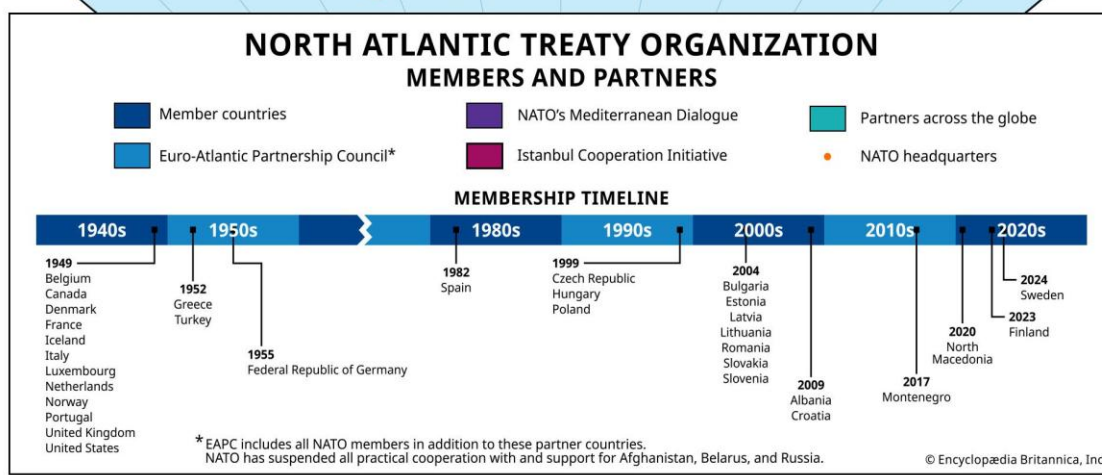 NORTH ATLANTIC TREATY ORGANIZATION
MEMBERS AND PARTNERS
Member countries
NATO's Mediterranean Dialogue
Partners across the globe
Euro-Atlantic Partnership Council*
Istanbul Cooperation Initiative
NATO headquarters
MEMBERSHIP TIMELINE
1940s
1950s
1980s
1990s
2000s
2010s
2020s
1949
Belgium
Canada
Denmark
France
Iceland
Italy
Luxembourg
Netherlands
Norway
Portugal
United Kingdom
United States
1952
Greece
Turkey
1955
Federal Republic of Germany
1982
Spain
1999
Czech Republic
Hungary
Poland
2004
Bulgaria
Estonia
Latvia
Lithuania
Romania
Slovakia
Slovenia
2009
Albania
Croatia
2017
Montenegro
2020
North
Macedonia
2023
Finland
2024
Sweden
*EAPC includes all NATO members in addition to these partner countries.
NATO has suspended all practical cooperation with and support for Afghanistan, Belarus, and Russia.
© Encyclopædia Britannica, Inc